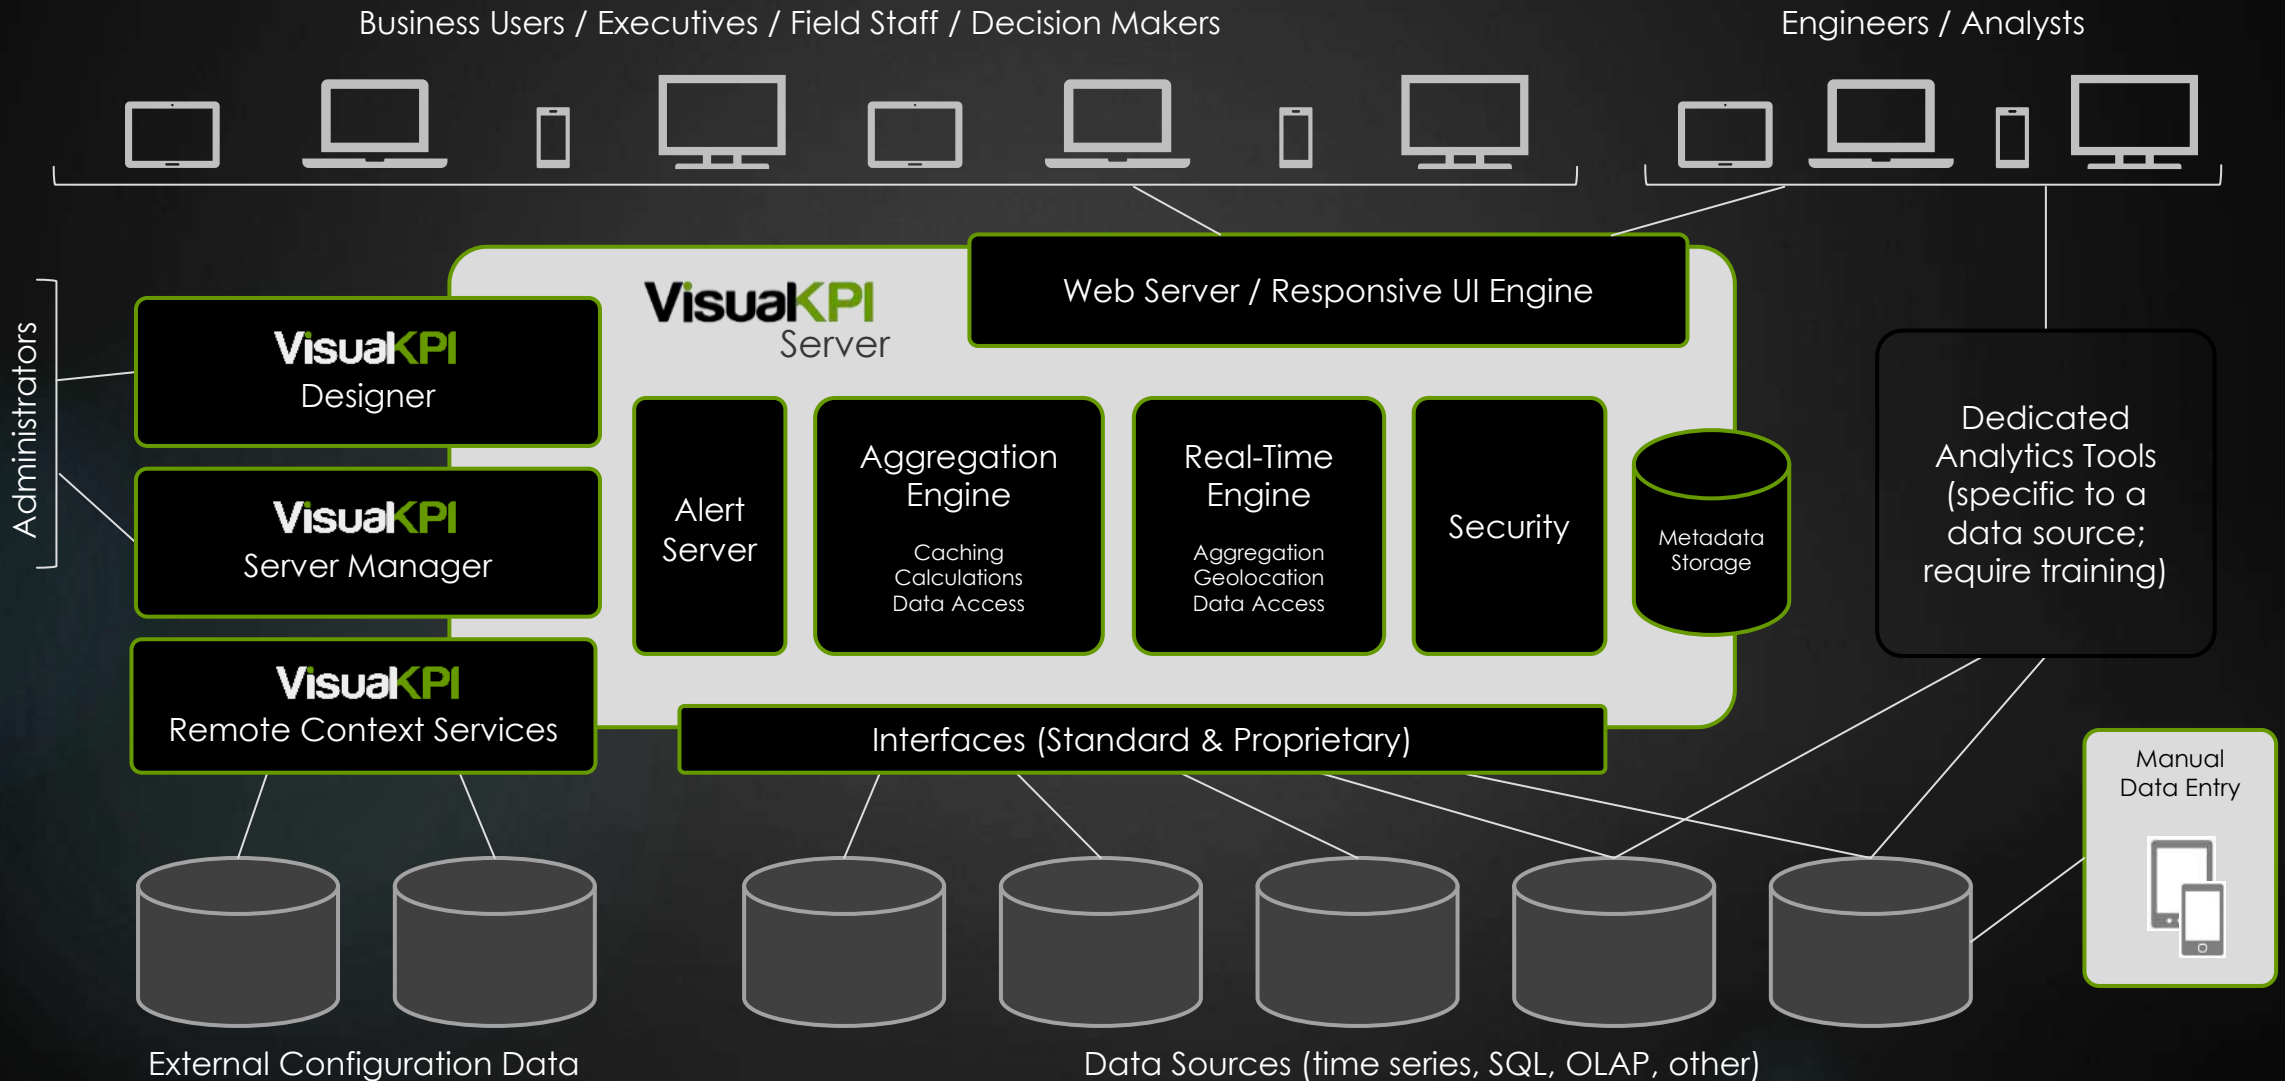 Business Users / Executives / Field Staff / Decision Makers
Engineers / Analysts
Administrators
VisualKPI
Designer
VisualKPI
Server Manager
VisualKPI
Remote Context Services
VisualKPI
Server
Web Server / Responsive UI Engine
Alert
Server
Aggregation
Engine
Caching
Calculations
Data Access
Real-Time
Engine
Aggregation
Geolocation
Data Access
Security
Metadata
Storage
Interfaces (Standard & Proprietary)
Dedicated
Analytics Tools
(specific to a
data source;
require training)
Manual
Data Entry
External Configuration Data
Data Sources (time series, SQL, OLAP, other)